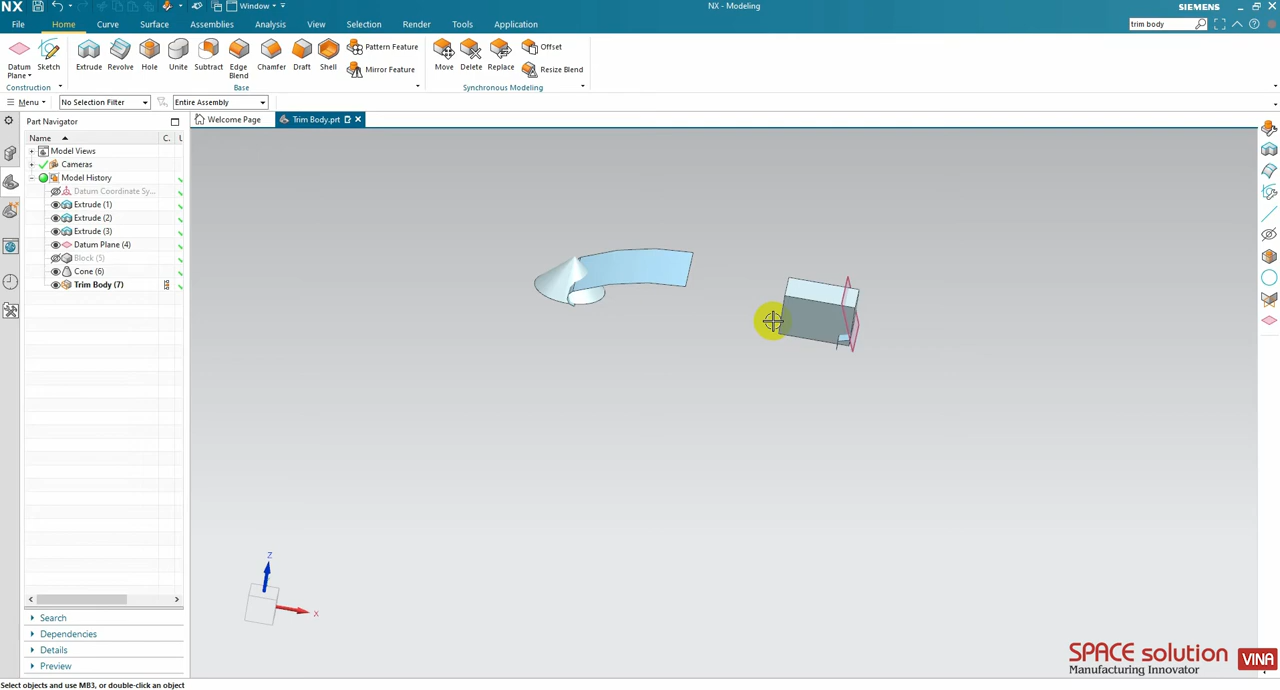 NX
Window
NX - Modeling
SIEMENS
File
Home
Curve
Surface
Assemblies
Analysis
View
Selection
Render
Tools
Application
trim body
Datum Plane
Sketch
Extrude
Revolve
Hole
Unite
Subtract
Edge Blend
Chamfer
Draft
Shell
Pattern Feature
Mirror Feature
Move
Delete
Replace
Offset
Resize Blend
Construction
Base
Synchronous Modeling
Menu
No Selection Filter
Entire Assembly
Part Navigator
Welcome Page
Trim Body.prt
Name
C.
Model Views
Cameras
Model History
Datum Coordinate Sy...
Extrude (1)
Extrude (2)
Extrude (3)
Datum Plane (4)
Block (5)
Cone (6)
Trim Body (7)
Z
X
Search
Dependencies
Details
Preview
SPACE solution
Manufacturing Innovator
VINA
Select objects and use MB3, or double-click an object